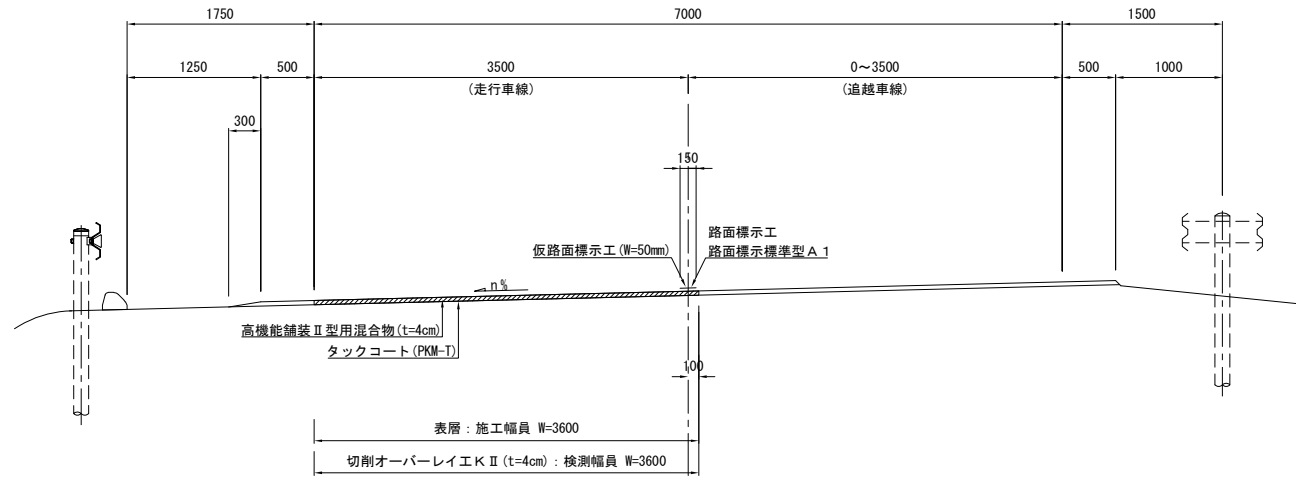 1750
7000
1500
1250
500
3500
0～3500
500
1000
(走行車線)
(追越車線)
300
150
路面標示工
仮路面標示工(W=50mm)
路面標示標準型A1
n%
高機能舗装Ⅱ型用混合物(t=4cm)
タックコート(PKM-T)
100
表層：施工幅員 W=3600
切削オーバーレイ工KⅡ(t=4cm)：検測幅員 W=3600